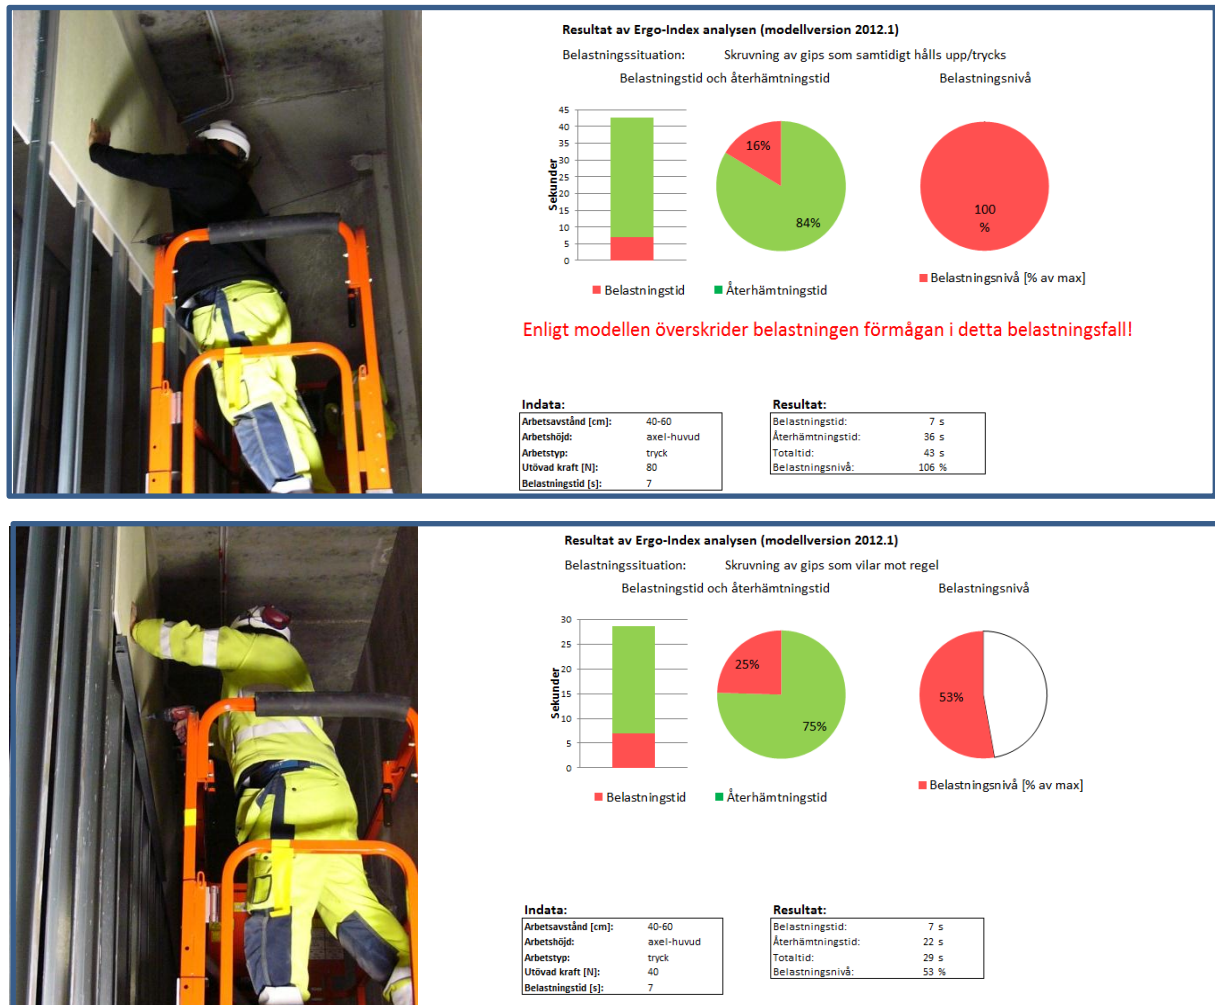 Resultat av Ergo-Index analysen (modellversion 2012.1)
Belastningssituation: Skruvning av gips som samtidigt hålls upp/trycks
Belastningstid och återhämtningstid Belastningsnivå
Sekunder
45
40
35
30
25
20
15
10
5
0
16%
84%
100
%
Belastningstid Återhämtningstid
Belastningsnivå [% av max]
Enligt modellen överskrider belastningen förmågan i detta belastningsfall!
Indata:
Arbetsavstånd [cm]: 40-60
Arbetshöjd: axel-huvud
Arbetstyp: tryck
Utövad kraft [N]: 80
Belastningstid [s]: 7
Resultat:
Belastningstid: 7 s
Återhämtningstid: 36 s
Totaltid: 43 s
Belastningsnivå: 106 %
Resultat av Ergo-Index analysen (modellversion 2012.1)
Belastningssituation: Skruvning av gips som vilar mot regel
Belastningstid och återhämtningstid Belastningsnivå
Sekunder
30
25
20
15
10
5
0
25%
75%
53%
Belastningstid Återhämtningstid
Belastningsnivå [% av max]
Indata:
Arbetsavstånd [cm]: 40-60
Arbetshöjd: axel-huvud
Arbetstyp: tryck
Utövad kraft [N]: 40
Belastningstid [s]: 7
Resultat:
Belastningstid: 7 s
Återhämtningstid: 22 s
Totaltid: 29 s
Belastningsnivå: 53 %